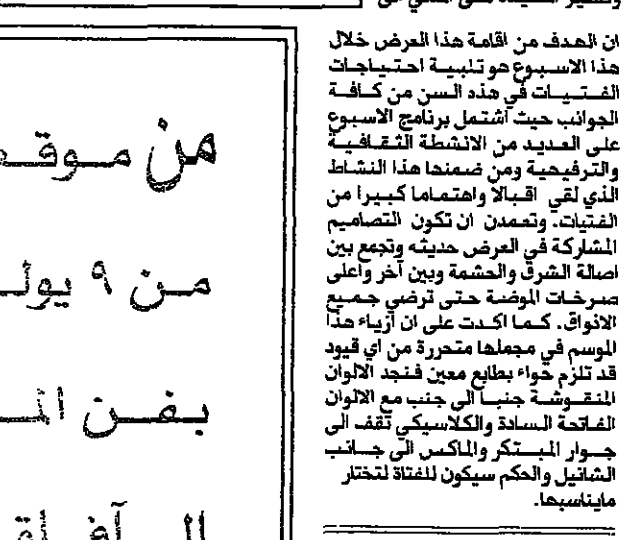 ان الهدف من اقامة هذا العرض خلال
هذا الاسبوع هو تلبية احتياجات
الفتيات في هذه السن من كافة
الجوانب حيث اشتمل برنامج الاسبوع
على العديد من الانشطة الثقافية
والترفيهية ومن ضمنها هذا النشاط
الذي لقي اقبالا واهتماما كبيرا من
الفتيات. وتعمدن ان تكون التصاميم
المشاركة في العرض حديثه وتجمع بين
اصالة الشرق والحشمة وبين آخر واعلى
صرخات الموضة حتى ترضي جميع
الاذواق. كما اكدت على ان أزياء هذا
الموسم في مجملها متحررة من اي قيود
قد تلزم حواء بطابع معين فنجد الالوان
المنقوشة جنبا الى جنب مع الالوان
الفاتحة السادة والكلاسيكي تقف الى
جوار المبتكر والماكس الى جانب
الشانيل والحكم سيكون للفتاة لتختار
مايناسبها.
من
من ٩
بفن